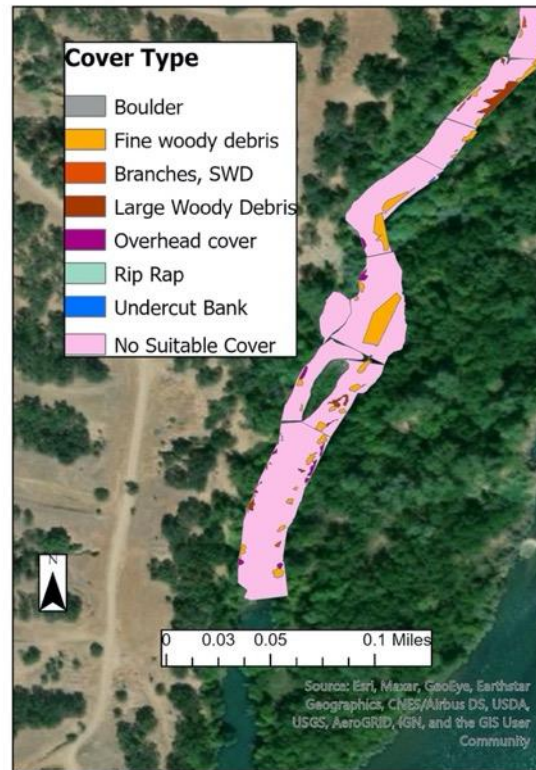 Cover Type
Boulder
Fine woody debris
Branches, SWD
Large Woody Debris
Overhead cover
Rip Rap
Undercut Bank
No Suitable Cover
N
0 0.03 0.05 0.1 Miles
Source: Esri, Maxar, GeoEye, Earthstar
Geographics, CNES/Airbus DS, USDA,
USGS, AeroGRID, IGN, and the GIS User
Community